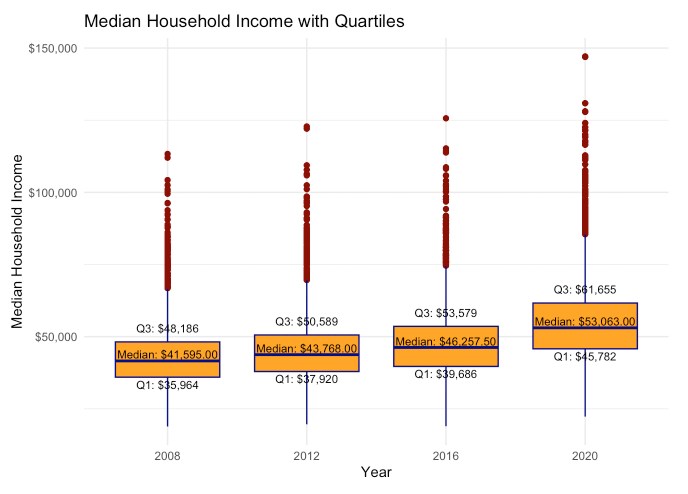 Median Household Income with Quartiles
$150,000
$100,000
$50,000
Median Household Income
Q3: $48,186
Median: $41,595.00
Q1: $35,964
Q3: $50,589
Median: $43,768.00
Q1: $37,920
Q3: $53,579
Median: $46,257.50
Q1: $39,686
Q3: $61,655
Median: $53,063.00
Q1: $45,782
2008 2012 2016 2020
Year